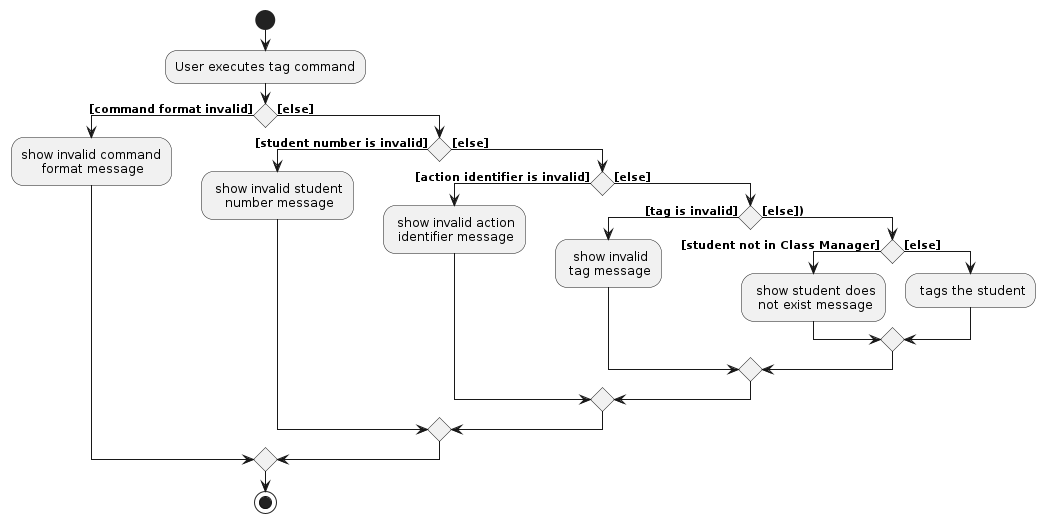 User executes tag command
[command format invalid]
[else]
show invalid command
format message
[student number is invalid]
[else]
show invalid student
number message
[action identifier is invalid]
[else]
show invalid action
identifier message
[tag is invalid]
[else])
show invalid
tag message
[student not in Class Manager]
[else]
show student does
not exist message
tags the student